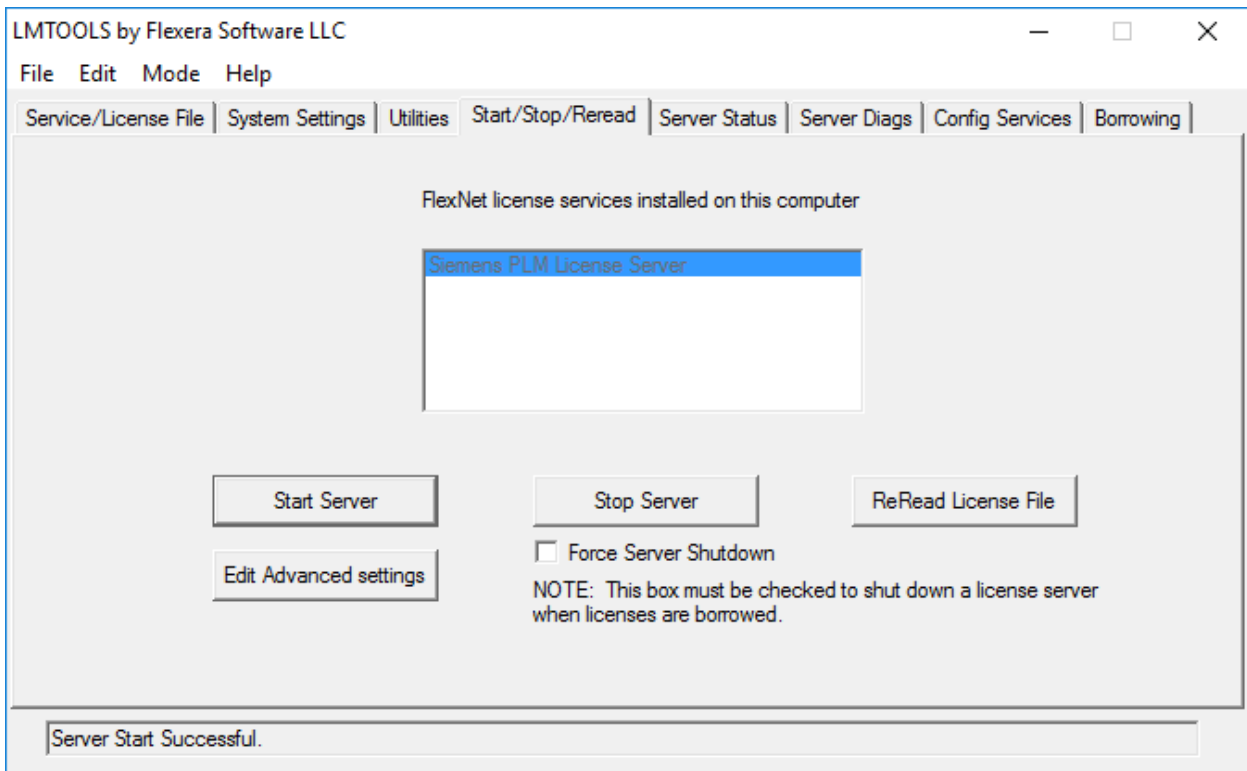 LMTOOLS by Flexera Software LLC
File Edit Mode Help
Service/License File System Settings Utilities Start/Stop/Reread Server Status Server Diags Config Services Borrowing
FlexNet license services installed on this computer
Siemens PLM License Server
Start Server Stop Server ReRead License File
Force Server Shutdown
Edit Advanced settings
NOTE: This box must be checked to shut down a license server
when licenses are borrowed.
Server Start Successful.